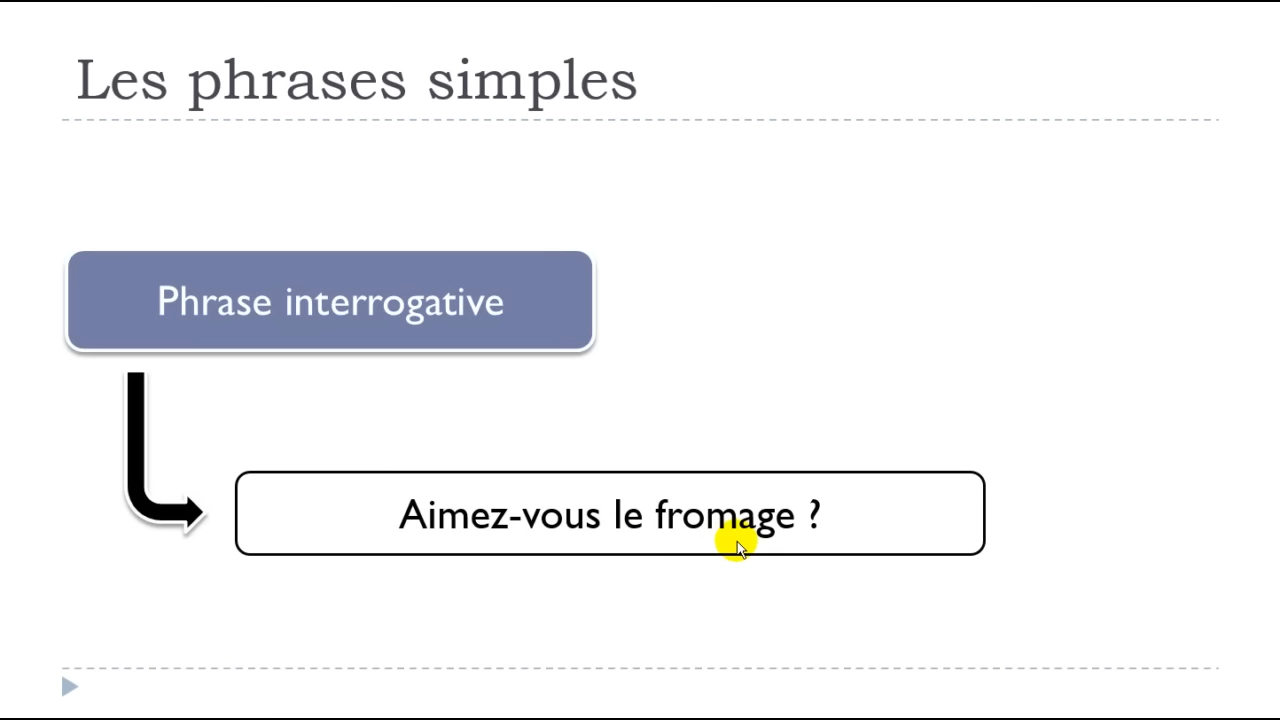 Les phrases simples
Phrase interrogative
Aimez-vous le fromage ?